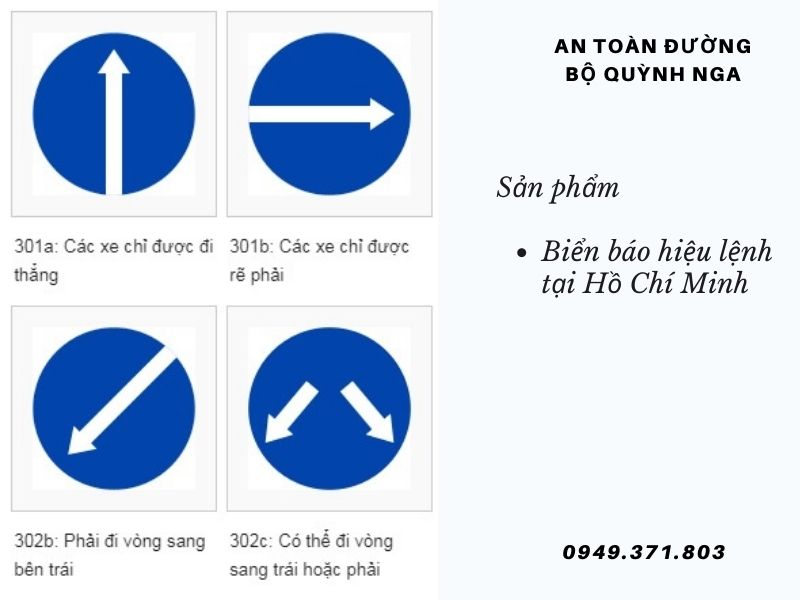 301a: Các xe chỉ được đi
thẳng
301b: Các xe chỉ được
rẽ phải
302b: Phải đi vòng sang
bên trái
302c: Có thể đi vòng
sang trái hoặc phải
AN TOÀN ĐƯỜNG
BỘ QUỲNH NGA
Sản phẩm
• Biển báo hiệu lệnh
tại Hồ Chí Minh
0949.371.803